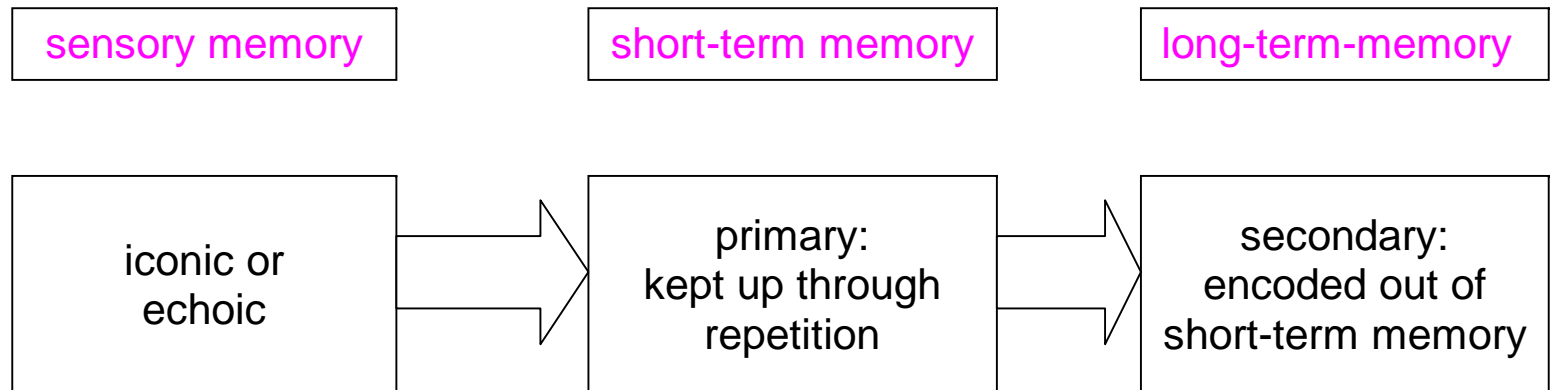 sensory memory
short-term memory
long-term-memory
iconic or
echoic
primary:
kept up through
repetition
secondary:
encoded out of
short-term memory